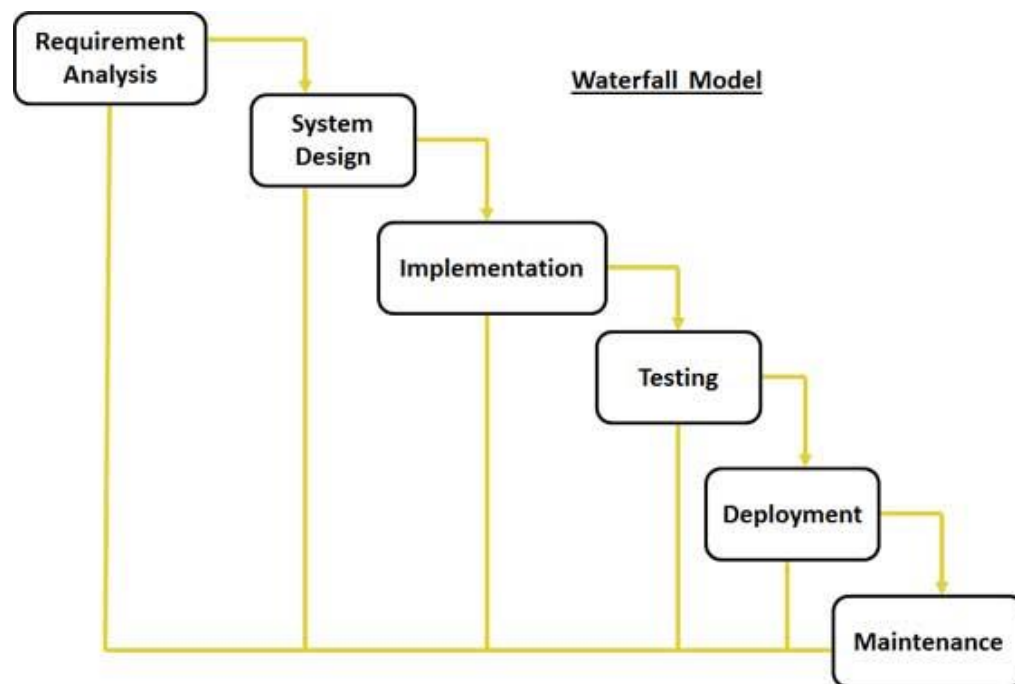 Requirement
Analysis
Waterfall Model
System
Design
Implementation
Testing
Deployment
Maintenance